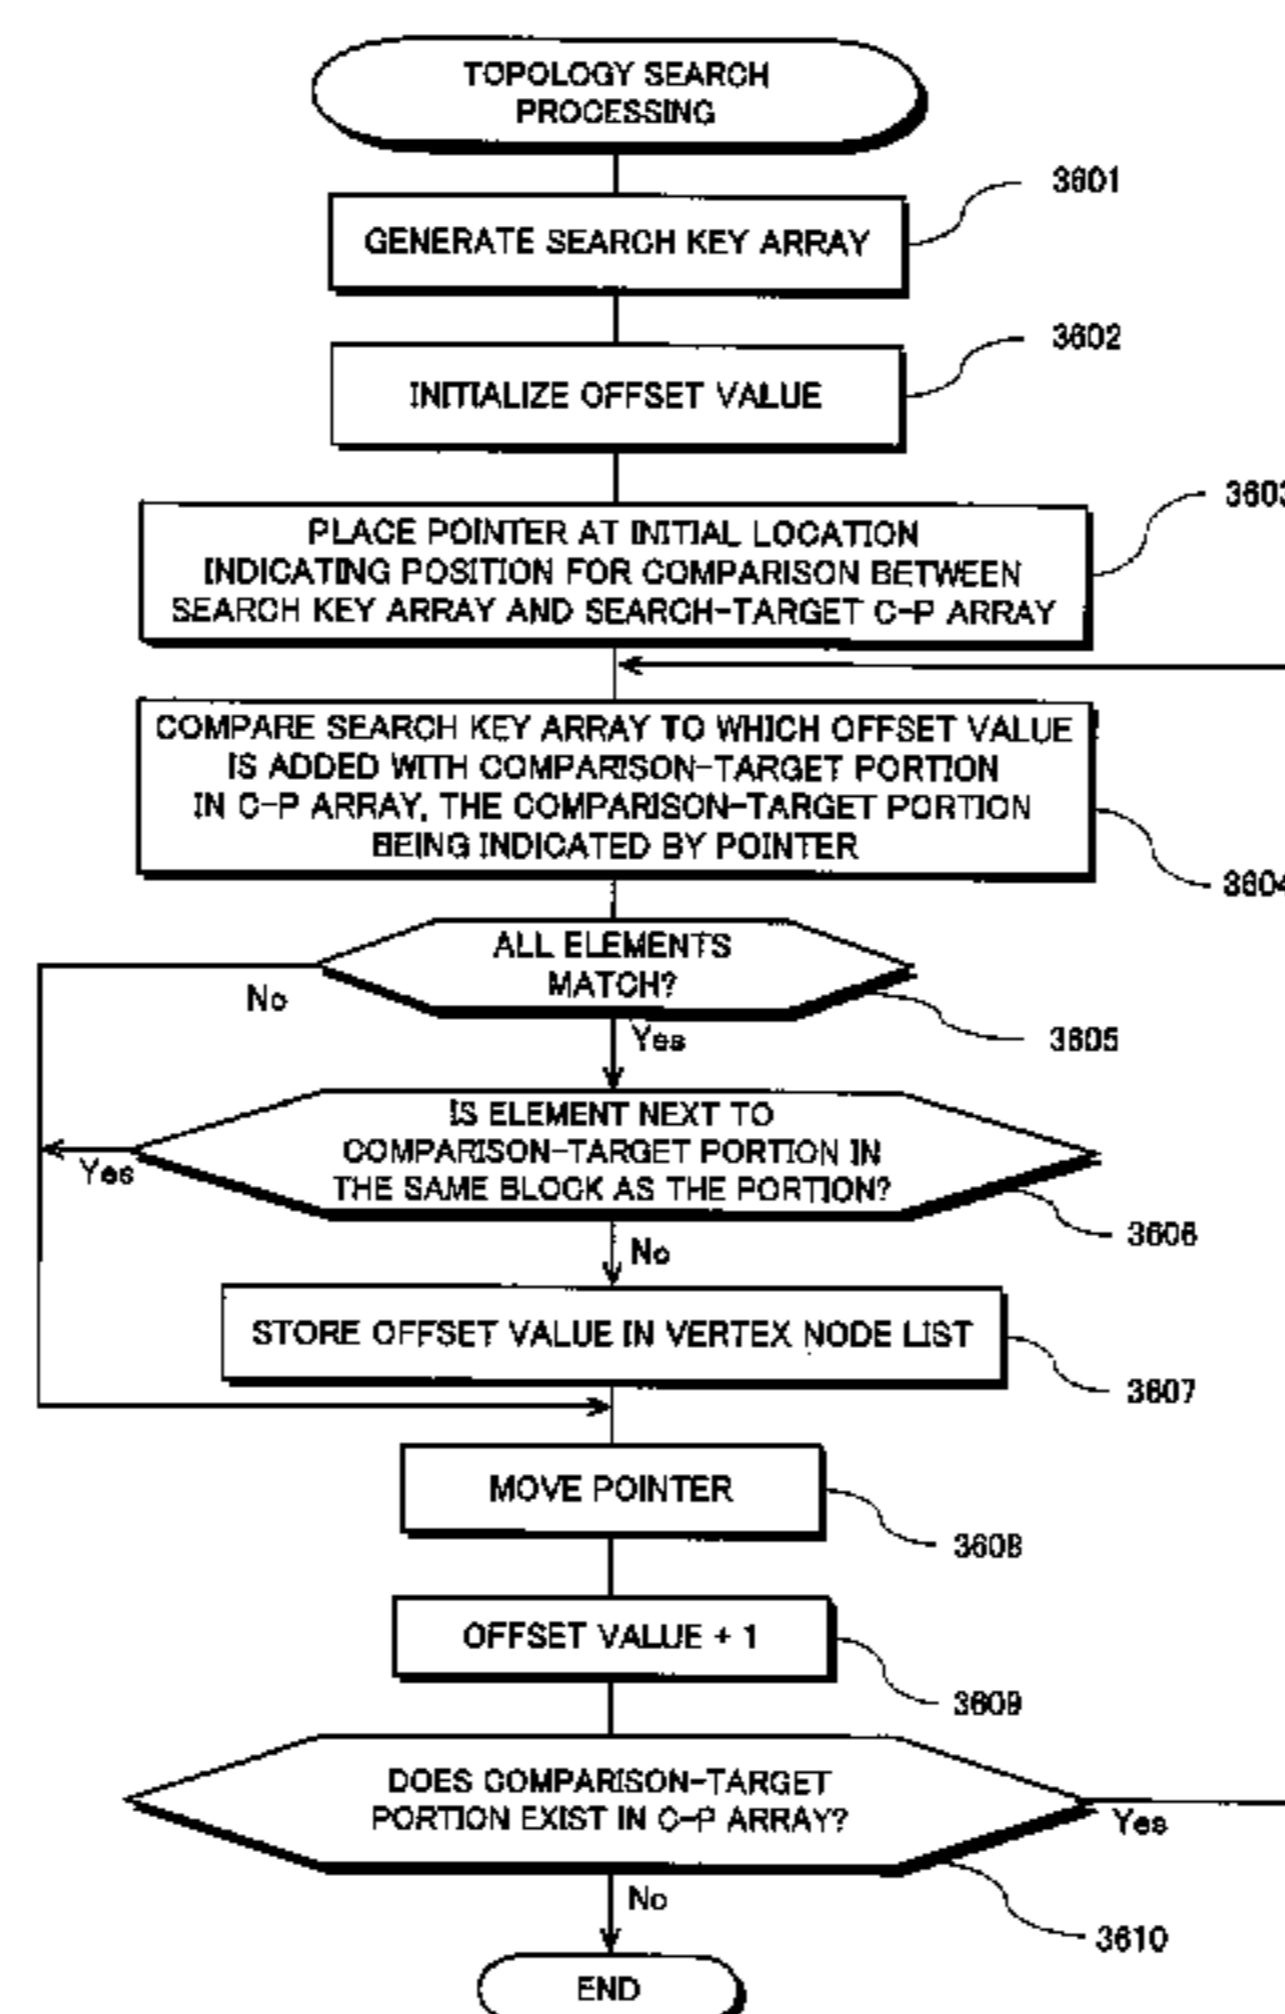 TOPOLOGY SEARCH
PROCESSING
3601
GENERATE SEARCH KEY ARRAY
3602
INITIALIZE OFFSET VALUE
3603
PLACE POINTER AT INITIAL LOCATION
INDICATING POSITION FOR COMPARISON BETWEEN
SEARCH KEY ARRAY AND SEARCH-TARGET C-P ARRAY
COMPARE SEARCH KEY ARRAY TO WHICH OFFSET VALUE
IS ADDED WITH COMPARISON-TARGET PORTION
IN C-P ARRAY, THE COMPARISON-TARGET PORTION
BEING INDICATED BY POINTER
3604
ALL ELEMENTS
MATCH?
No
Yes
3605
IS ELEMENT NEXT TO
COMPARISON-TARGET PORTION IN
THE SAME BLOCK AS THE PORTION?
Yes
3606
No
STORE OFFSET VALUE IN VERTEX NODE LIST
3607
MOVE POINTER
3608
OFFSET VALUE + 1
3609
DOES COMPARISON-TARGET
PORTION EXIST IN C-P ARRAY?
Yes
No
3610
END